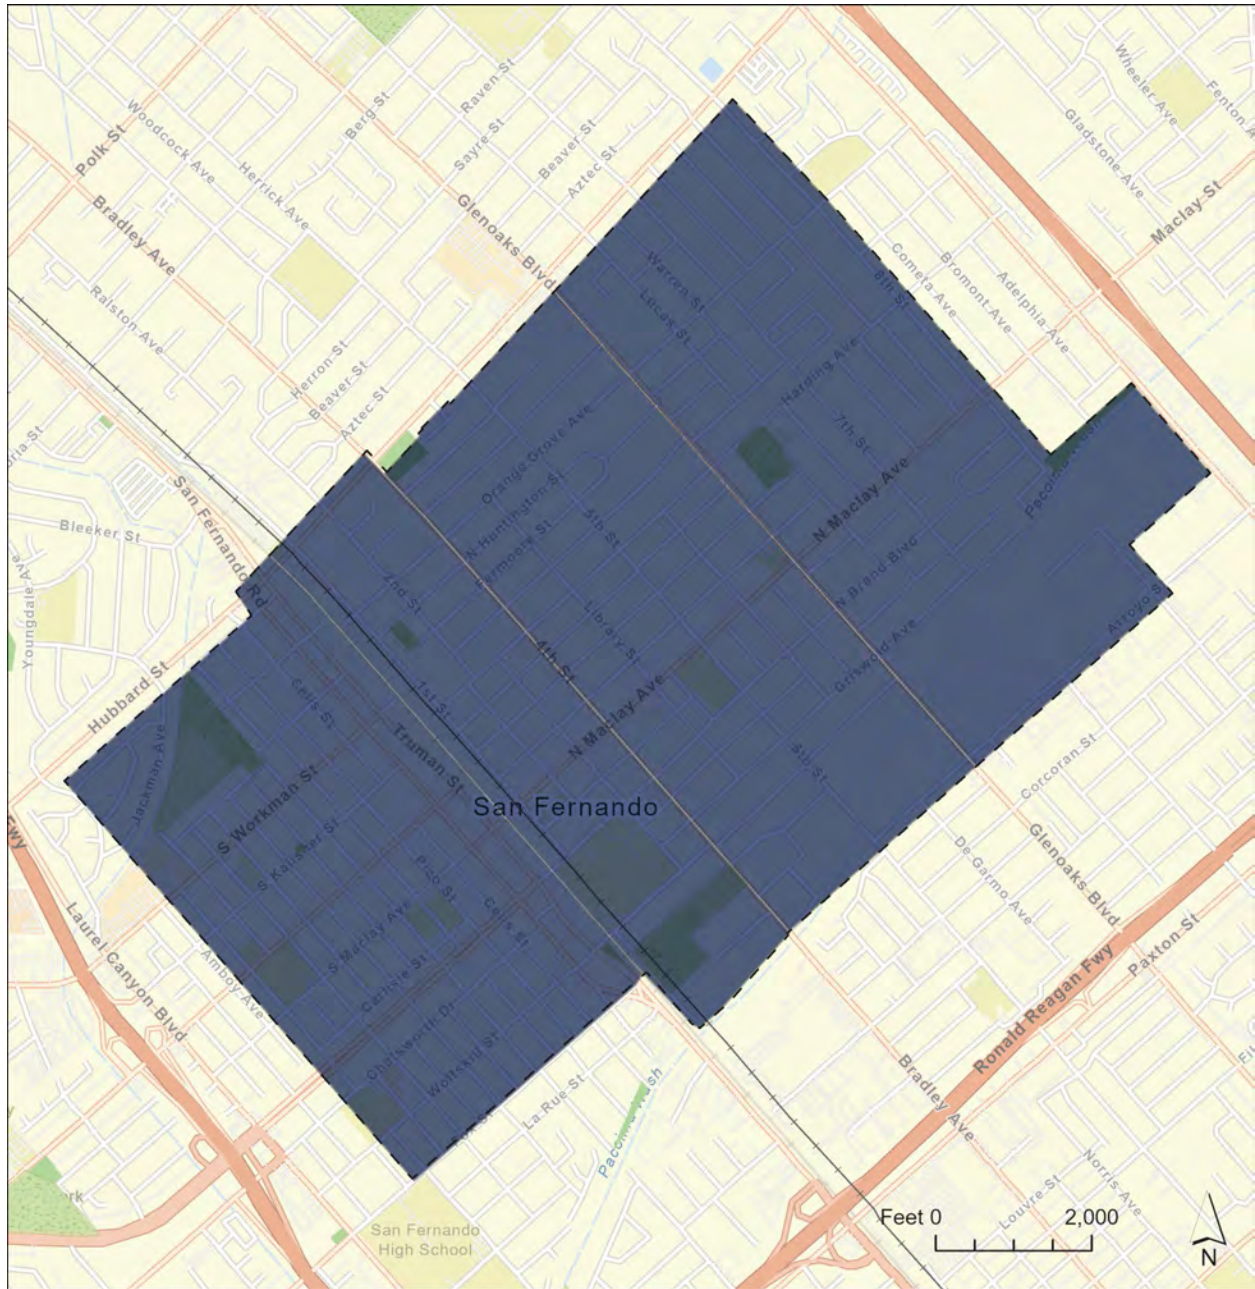 Wheeler Ave
Fenton A
Gladstone Ave
Raven St
Berg St
Woodcock Ave
Sayre St
Beaver St
Polk St
Herrick Ave
Aztec St
Maclay St
Bradley Ave
Glenoaks Blvd
Warren St
8th St
Cometa Ave
Bromont Ave
Adelphia Ave
Lucas St
Ralston Ave
Herron St
Harding Ave
Beaver St
Aztec St
7th St
Orange Grove Ave
N Huntington St
N Maclay Ave
San Fernando Rd
5th St
Bleeker St
N Brand Blvd
2nd St
Library St
Youngdale Ave
Arroyo S
4th St
Griswold Ave
Hubbard St
Celis St
1st St
N Maclay Ave
Truman St
Jackman Ave
5th St
Corcoran St
San Fernando
S Workman St
S Kalisher St
Fwy
Pico St
Glenoaks Blvd
De Garmo Ave
Laurel Canyon Blvd
S Maclay Ave
Celis St
Amboy Ave
Carlisle St
Ronald Reagan Fwy
Paxton St
Chatsworth Dr
Wolfskill St
La Rue St
Pacoima Wash
Bradley Ave
Norris Ave
Louvre St
rk
San Fernando
High School
Feet 0 2,000
N